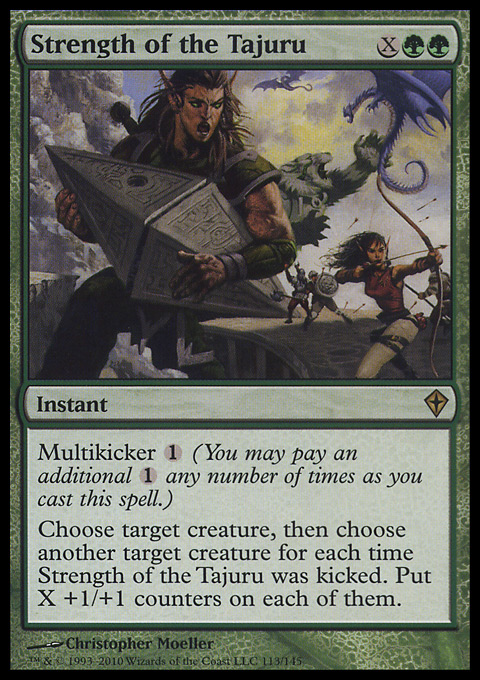 Strength of the Tajuru X
Instant
Multikicker 1 (You may pay an
additional 1 any number of times as you
cast this spell.)
Choose target creature, then choose
another target creature for each time
Strength of the Tajuru was kicked. Put
X +1/+1 counters on each of them.
Christopher Moeller
™ & © 1993–2010 Wizards of the Coast LLC 113/145